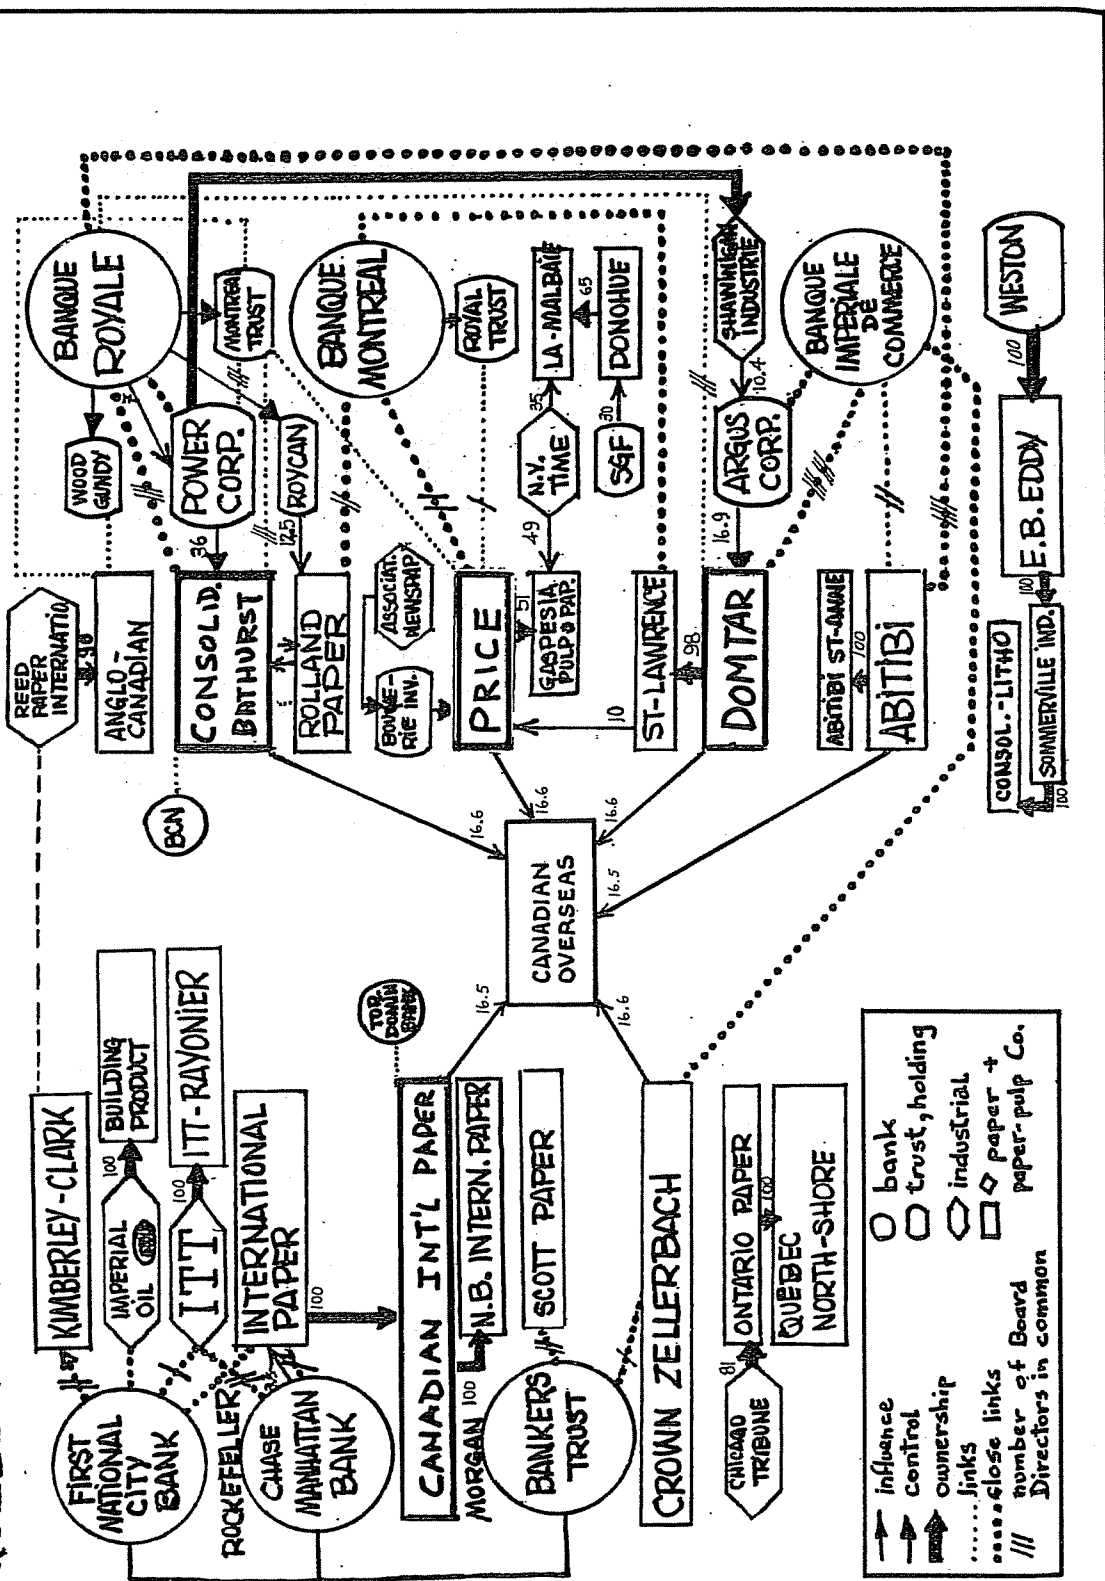 FIRST
NATIONAL
CITY
BANK
ROCKEFELLER
CHASE
MANHATTAN
BANK
2.5
MORGAN
BANKERS
TRUST
KIMBERLEY-CLARK
IMPERIAL
OIL
100
BUILDING
PRODUCT
ITT
100
ITT-RAYONIER
INTERNATIONAL
PAPER
100
CANADIAN INT'L PAPER
100
N.B. INTERN. PAPER
SCOTT PAPER
CROWN ZELLERBACH
CHICAGO
TRIBUNE
81
ONTARIO PAPER
100
QUEBEC
NORTH-SHORE
TOR.
DOMIN
BANK
16.5
16.6
CANADIAN
OVERSEAS
16.6
16.6
16.6
16.5
BCN
REED
PAPER
INTERNATIO.
90
ANGLO-
CANADIAN
CONSOLID.
BATHURST
ROLLAND
PAPER
BOUVE-
RIE INV.
ASSOCIAT.
NEWSPAP.
PRICE
51
GASPESIA
PULP & PAP.
10
ST-LAWRENCE
98
DOMTAR
ABITIBI ST-ANNE
100
ABITIBI
CONSOL.-LITHO
100
SOMMERVILLE IND.
100
E.B. EDDY
100
WESTON
BANQUE
ROYALE
WOOD
GUNDY
POWER
CORP.
36
MONTREAL
TRUST
ROYCAN
12.5
BANQUE
MONTREAL
ROYAL
TRUST
N.Y.
TIME
49
35
LA-MALBAIE
65
DONOHUE
SGF
30
SHAWINIGAN
INDUSTRIE
10.4
ARGUS
CORP.
16.9
BANQUE
IMPERIALE
DE
COMMERCE
influence
control
ownership
links
close links
number of Board
Directors in common
bank
trust, holding
industrial
paper +
paper-pulp Co.